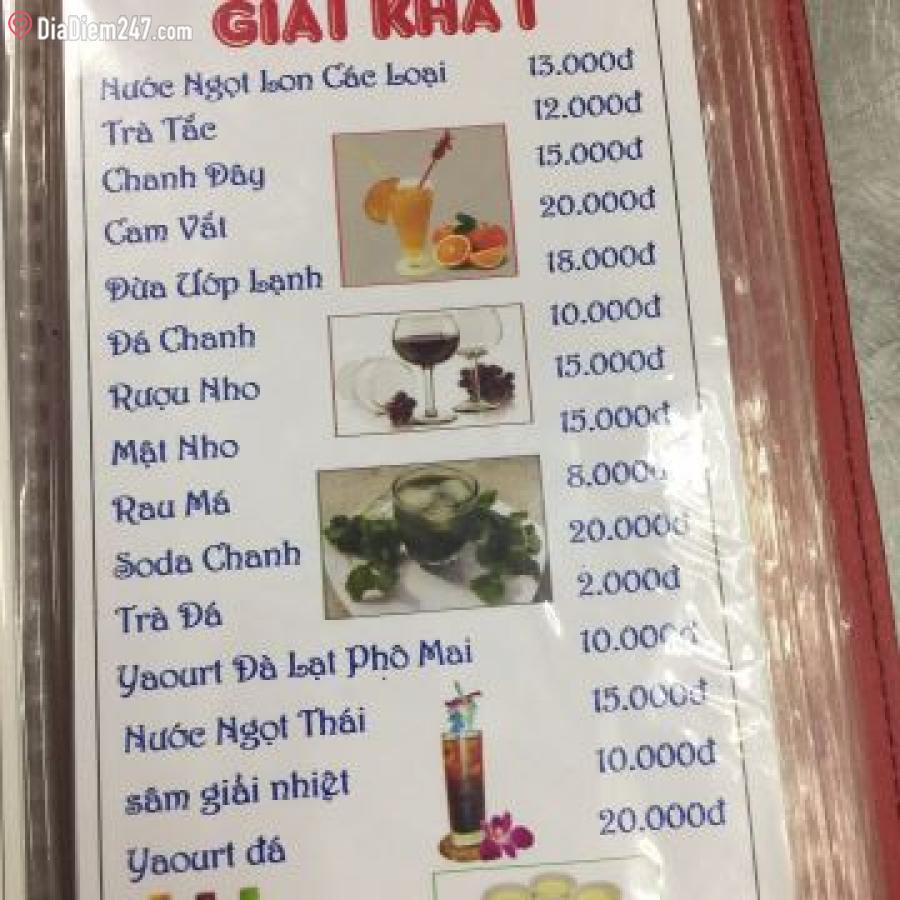 DiaDiem247.com
GIẢI KHÁT
Nước Ngọt Lon Các Loại 13.000đ
Trà Tắc 12.000đ
Chanh Dây 15.000đ
Cam Vắt 20.000đ
Dừa Ướp Lạnh 18.000đ
Đá Chanh 10.000đ
Rượu Nho 15.000đ
Mật Nho 15.000đ
Rau Má 8.000đ
Soda Chanh 20.000đ
Trà Đá 2.000đ
Yaourt Đà Lạt Phô Mai 10.000đ
Nước Ngọt Thái 15.000đ
sâm giải nhiệt 10.000đ
Yaourt đá 20.000đ